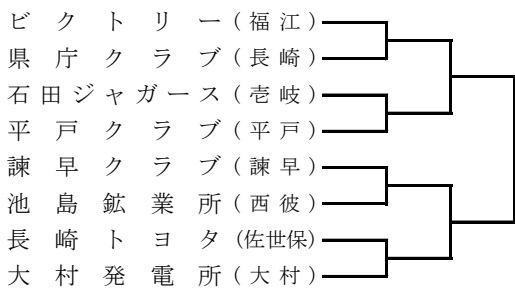 ビクトリー(福江)
県庁クラブ(長崎)
石田ジャガース(壱岐)
平戸クラブ(平戸)
諫早クラブ(諫早)
池島鉱業所(西彼)
長崎トヨタ(佐世保)
大村発電所(大村)